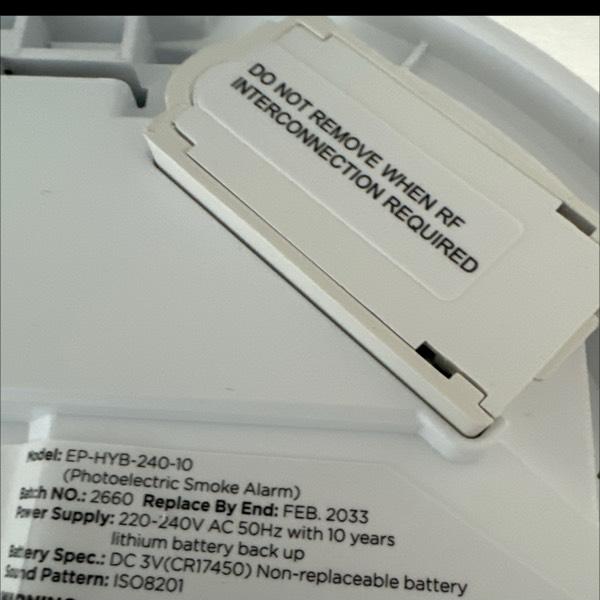 DO NOT REMOVE WHEN RF
INTERCONNECTION REQUIRED
Model: EP-HYB-240-10
(Photoelectric Smoke Alarm)
Batch NO.: 2660 Replace By End: FEB. 2033
Power Supply: 220-240V AC 50Hz with 10 years
lithium battery back up
Battery Spec.: DC 3V(CR17450) Non-replaceable battery
Sound Pattern: ISO8201